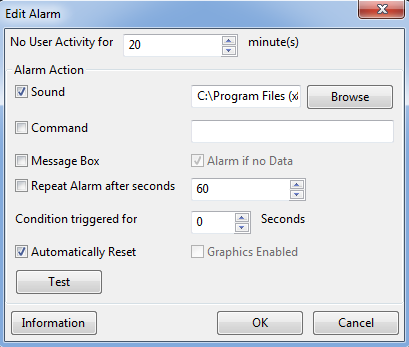 Edit Alarm
No User Activity for 20 minute(s)
Alarm Action
Sound C:\Program Files (x Browse
Command
Message Box Alarm if no Data
Repeat Alarm after seconds 60
Condition triggered for 0 Seconds
Automatically Reset Graphics Enabled
Test
Information OK Cancel